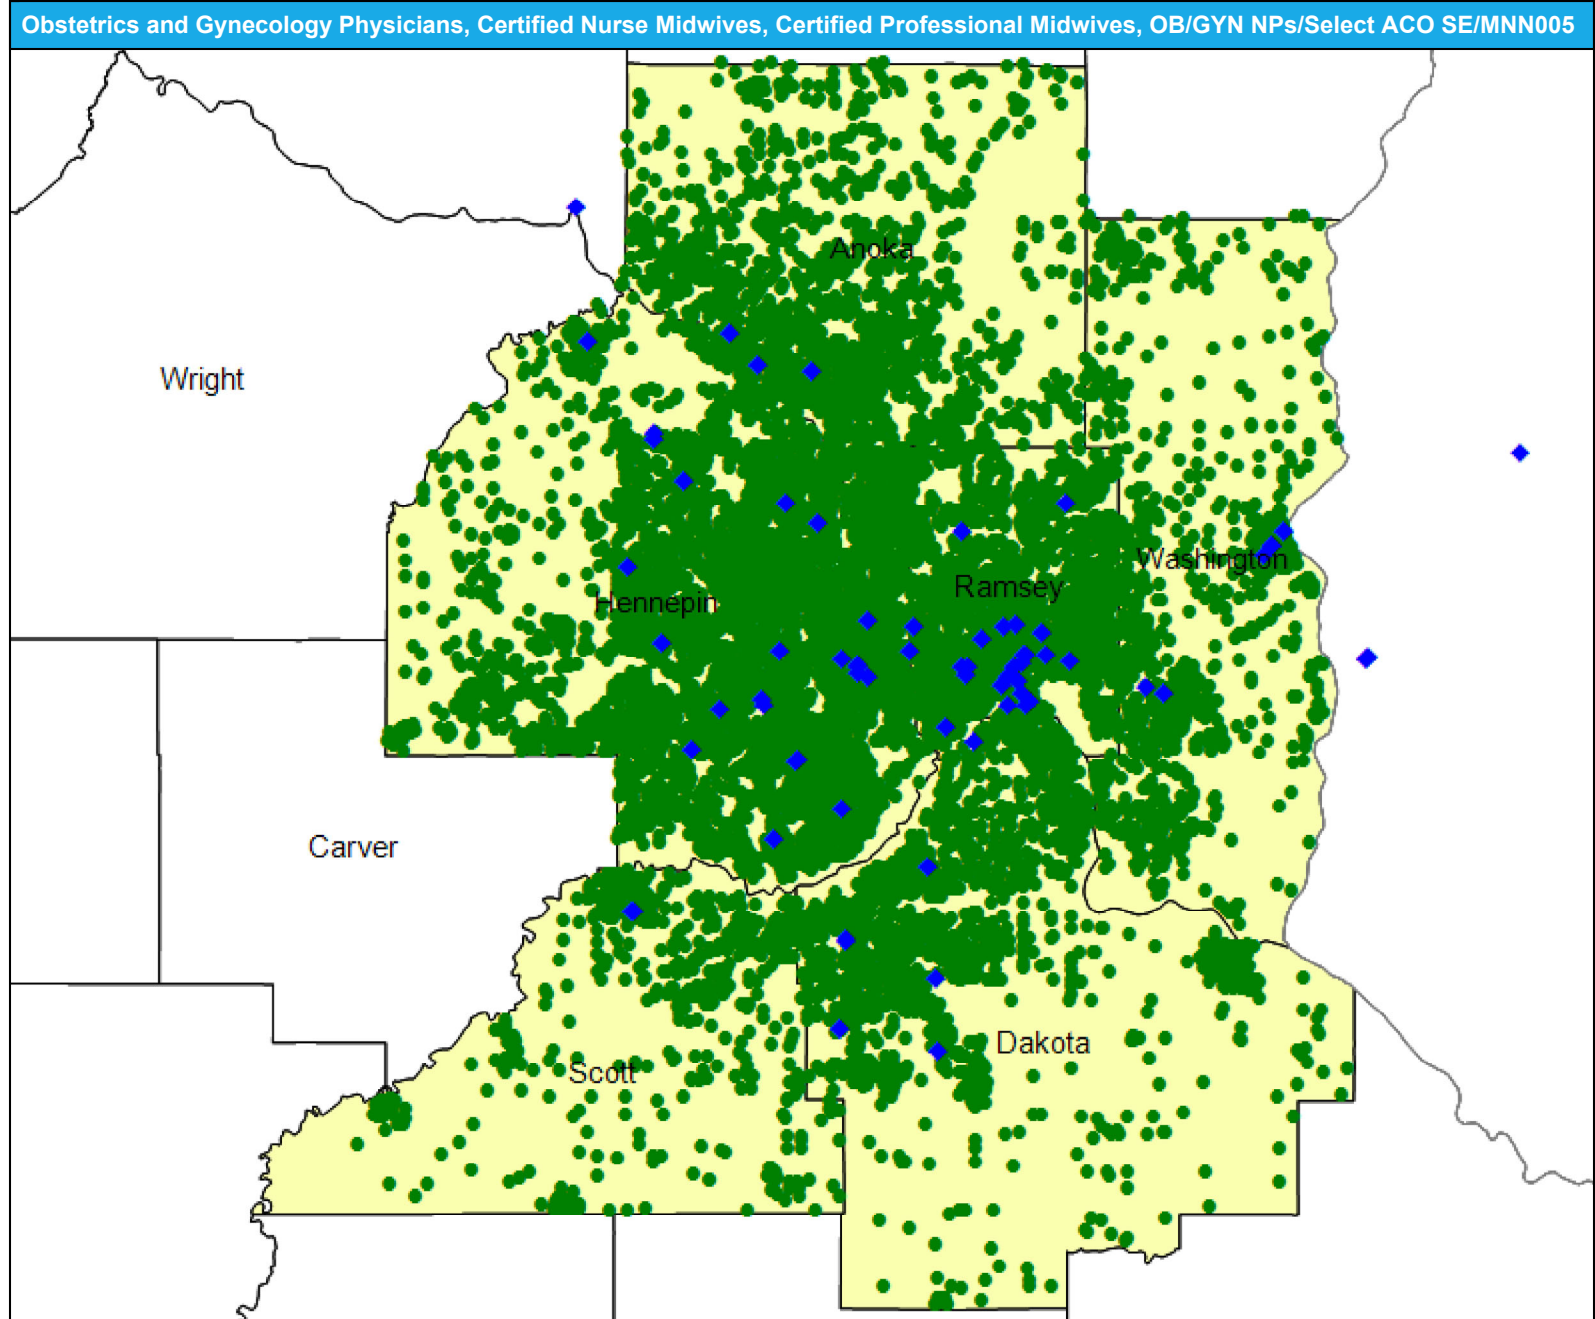 Obstetrics and Gynecology Physicians, Certified Nurse Midwives, Certified Professional Midwives, OB/GYN NPs/Select ACO SE/MNN005
Anoka
Wright
Washington
Ramsey
Hennepin
Carver
Dakota
Scott